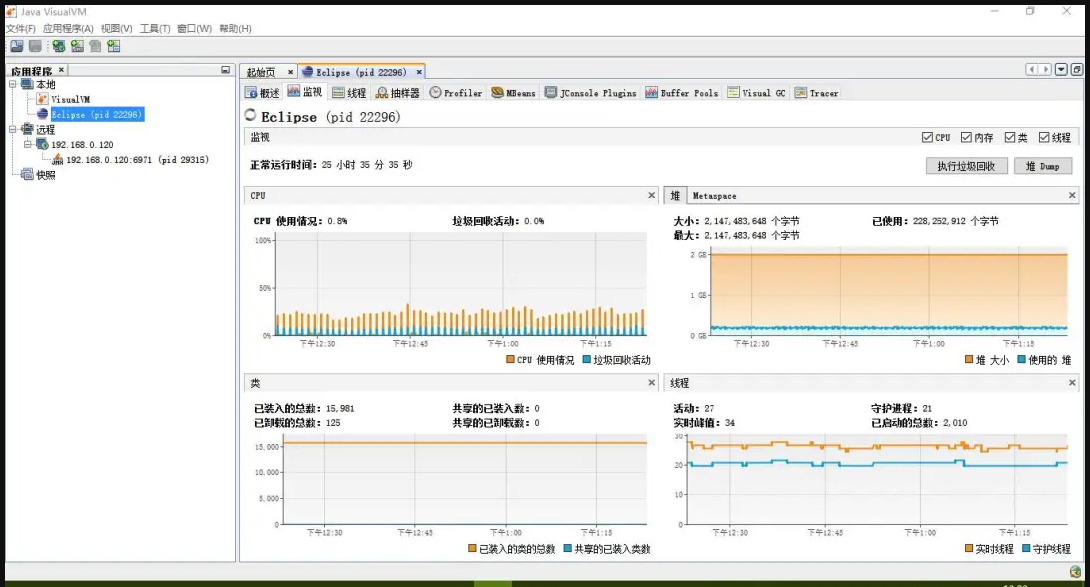 Java VisualVM
文件(F) 应用程序(A) 视图(V) 工具(T) 窗口(W) 帮助(H)
应用程序 ×
本地
VisualVM
Eclipse (pid 22296)
远程
192.168.0.120
192.168.0.120:6971 (pid 29315)
快照
起始页 × Eclipse (pid 22296) ×
概述 监视 线程 抽样器 Profiler MBeans JConsole Plugins Buffer Pools Visual GC Tracer
Eclipse (pid 22296)
监视 CPU 内存 类 线程
正常运行时间: 25 小时 35 分 35 秒 执行垃圾回收 堆 Dump
CPU ×
CPU 使用情况: 0.8% 垃圾回收活动: 0.0%
100%
50%
0%
下午12:30 下午12:45 下午1:00 下午1:15
CPU 使用情况 垃圾回收活动
堆 Metaspace ×
大小: 2,147,483,648 个字节 已使用: 228,252,912 个字节
最大: 2,147,483,648 个字节
2 GB
1 GB
0 GB
下午12:30 下午12:45 下午1:00 下午1:15
堆 大小 使用的 堆
类 ×
已装入的总数: 15,981 共享的已装入数: 0
已卸载的总数: 125 共享的已卸载数: 0
15,000
10,000
5,000
0
下午12:30 下午12:45 下午1:00 下午1:15
已装入的类的总数 共享的已装入类数
线程 ×
活动: 27 守护进程: 21
实时峰值: 34 已启动的总数: 2,010
30
20
10
0
下午12:30 下午12:45 下午1:00 下午1:15
实时线程 守护线程